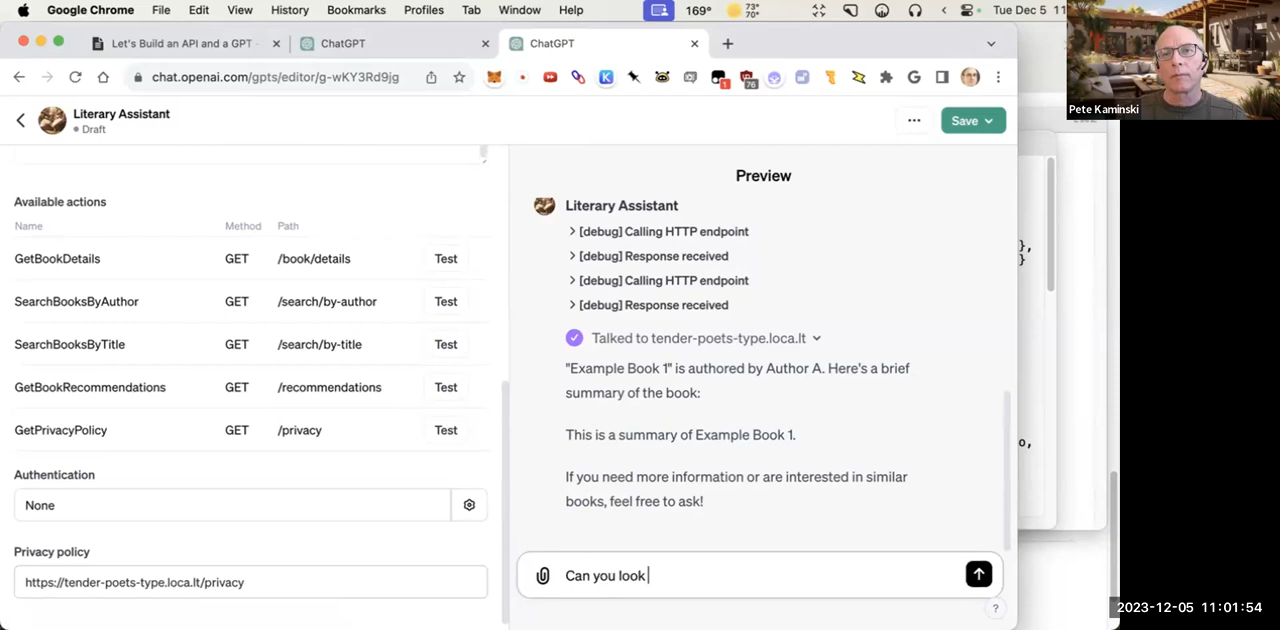 Google Chrome File Edit View History Bookmarks Profiles Tab Window Help 169° 73° 70° Tue Dec 5 11
Let's Build an API and a GPT - ChatGPT ChatGPT
chat.openai.com/gpts/editor/g-wKY3Rd9jg 1 76
Literary Assistant
Draft
Save
Pete Kaminski
Available actions
Name Method Path
GetBookDetails GET /book/details Test
SearchBooksByAuthor GET /search/by-author Test
SearchBooksByTitle GET /search/by-title Test
GetBookRecommendations GET /recommendations Test
GetPrivacyPolicy GET /privacy Test
Authentication
None
Privacy policy
https://tender-poets-type.loca.lt/privacy
Preview
Literary Assistant
[debug] Calling HTTP endpoint
[debug] Response received
[debug] Calling HTTP endpoint
[debug] Response received
Talked to tender-poets-type.loca.lt
"Example Book 1" is authored by Author A. Here's a brief
summary of the book:
This is a summary of Example Book 1.
If you need more information or are interested in similar
books, feel free to ask!
Can you look
?
},
}
o,
2023-12-05 11:01:54